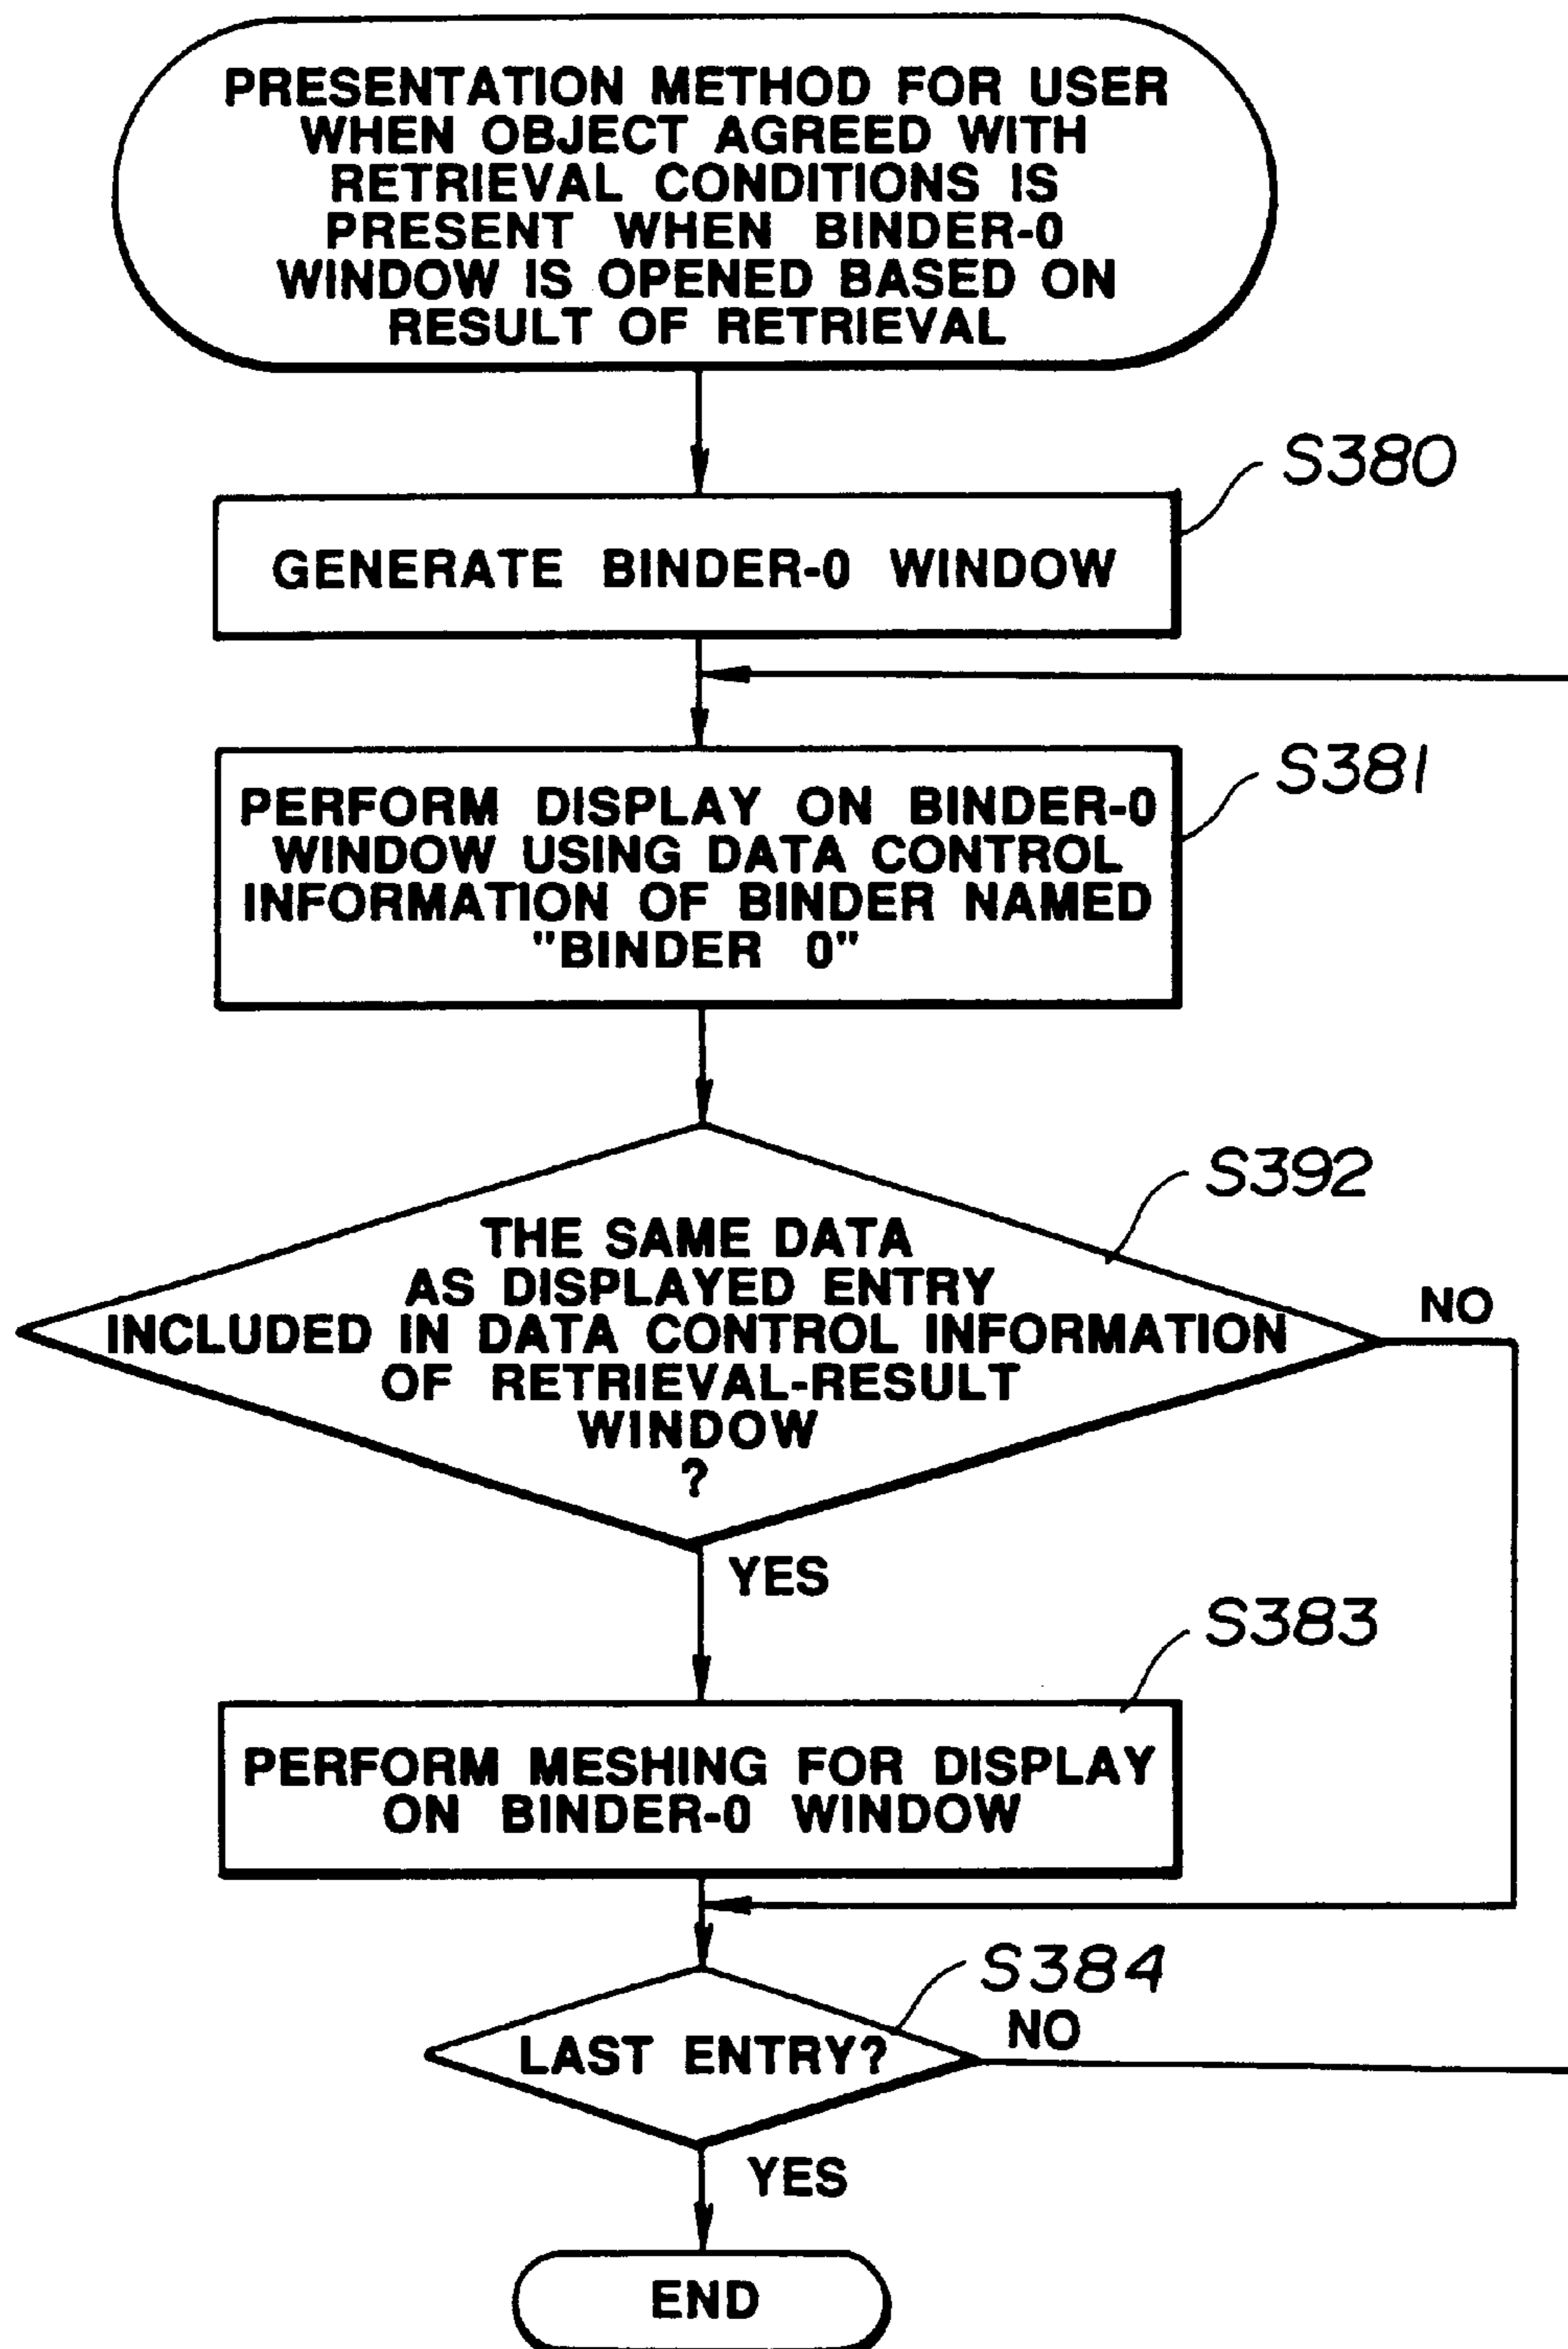 PRESENTATION METHOD FOR USER
WHEN OBJECT AGREED WITH
RETRIEVAL CONDITIONS IS
PRESENT WHEN BINDER-0
WINDOW IS OPENED BASED ON
RESULT OF RETRIEVAL
S380
GENERATE BINDER-0 WINDOW
S381
PERFORM DISPLAY ON BINDER-0
WINDOW USING DATA CONTROL
INFORMATION OF BINDER NAMED
"BINDER 0"
S392
THE SAME DATA
AS DISPLAYED ENTRY
INCLUDED IN DATA CONTROL INFORMATION
OF RETRIEVAL-RESULT
WINDOW
?
NO
YES
S383
PERFORM MESHING FOR DISPLAY
ON BINDER-0 WINDOW
S384
LAST ENTRY?
NO
YES
END